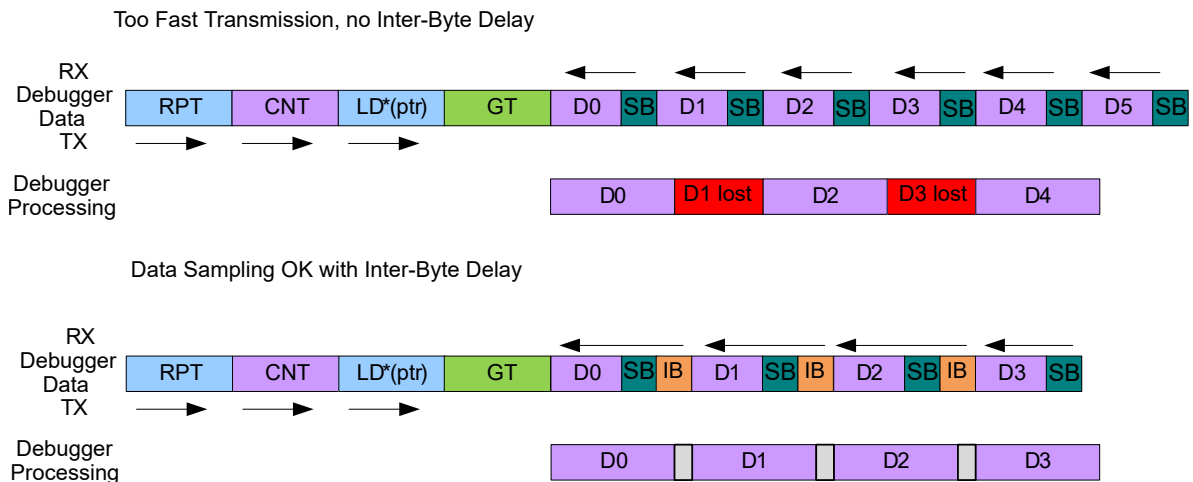 Too Fast Transmission, no Inter-Byte Delay
RX
Debugger
Data
TX
RPT CNT LD*(ptr) GT D0 SB D1 SB D2 SB D3 SB D4 SB D5 SB
Debugger
Processing
D0 D1 lost D2 D3 lost D4
Data Sampling OK with Inter-Byte Delay
RX
Debugger
Data
TX
RPT CNT LD*(ptr) GT D0 SB IB D1 SB IB D2 SB IB D3 SB
Debugger
Processing
D0 D1 D2 D3